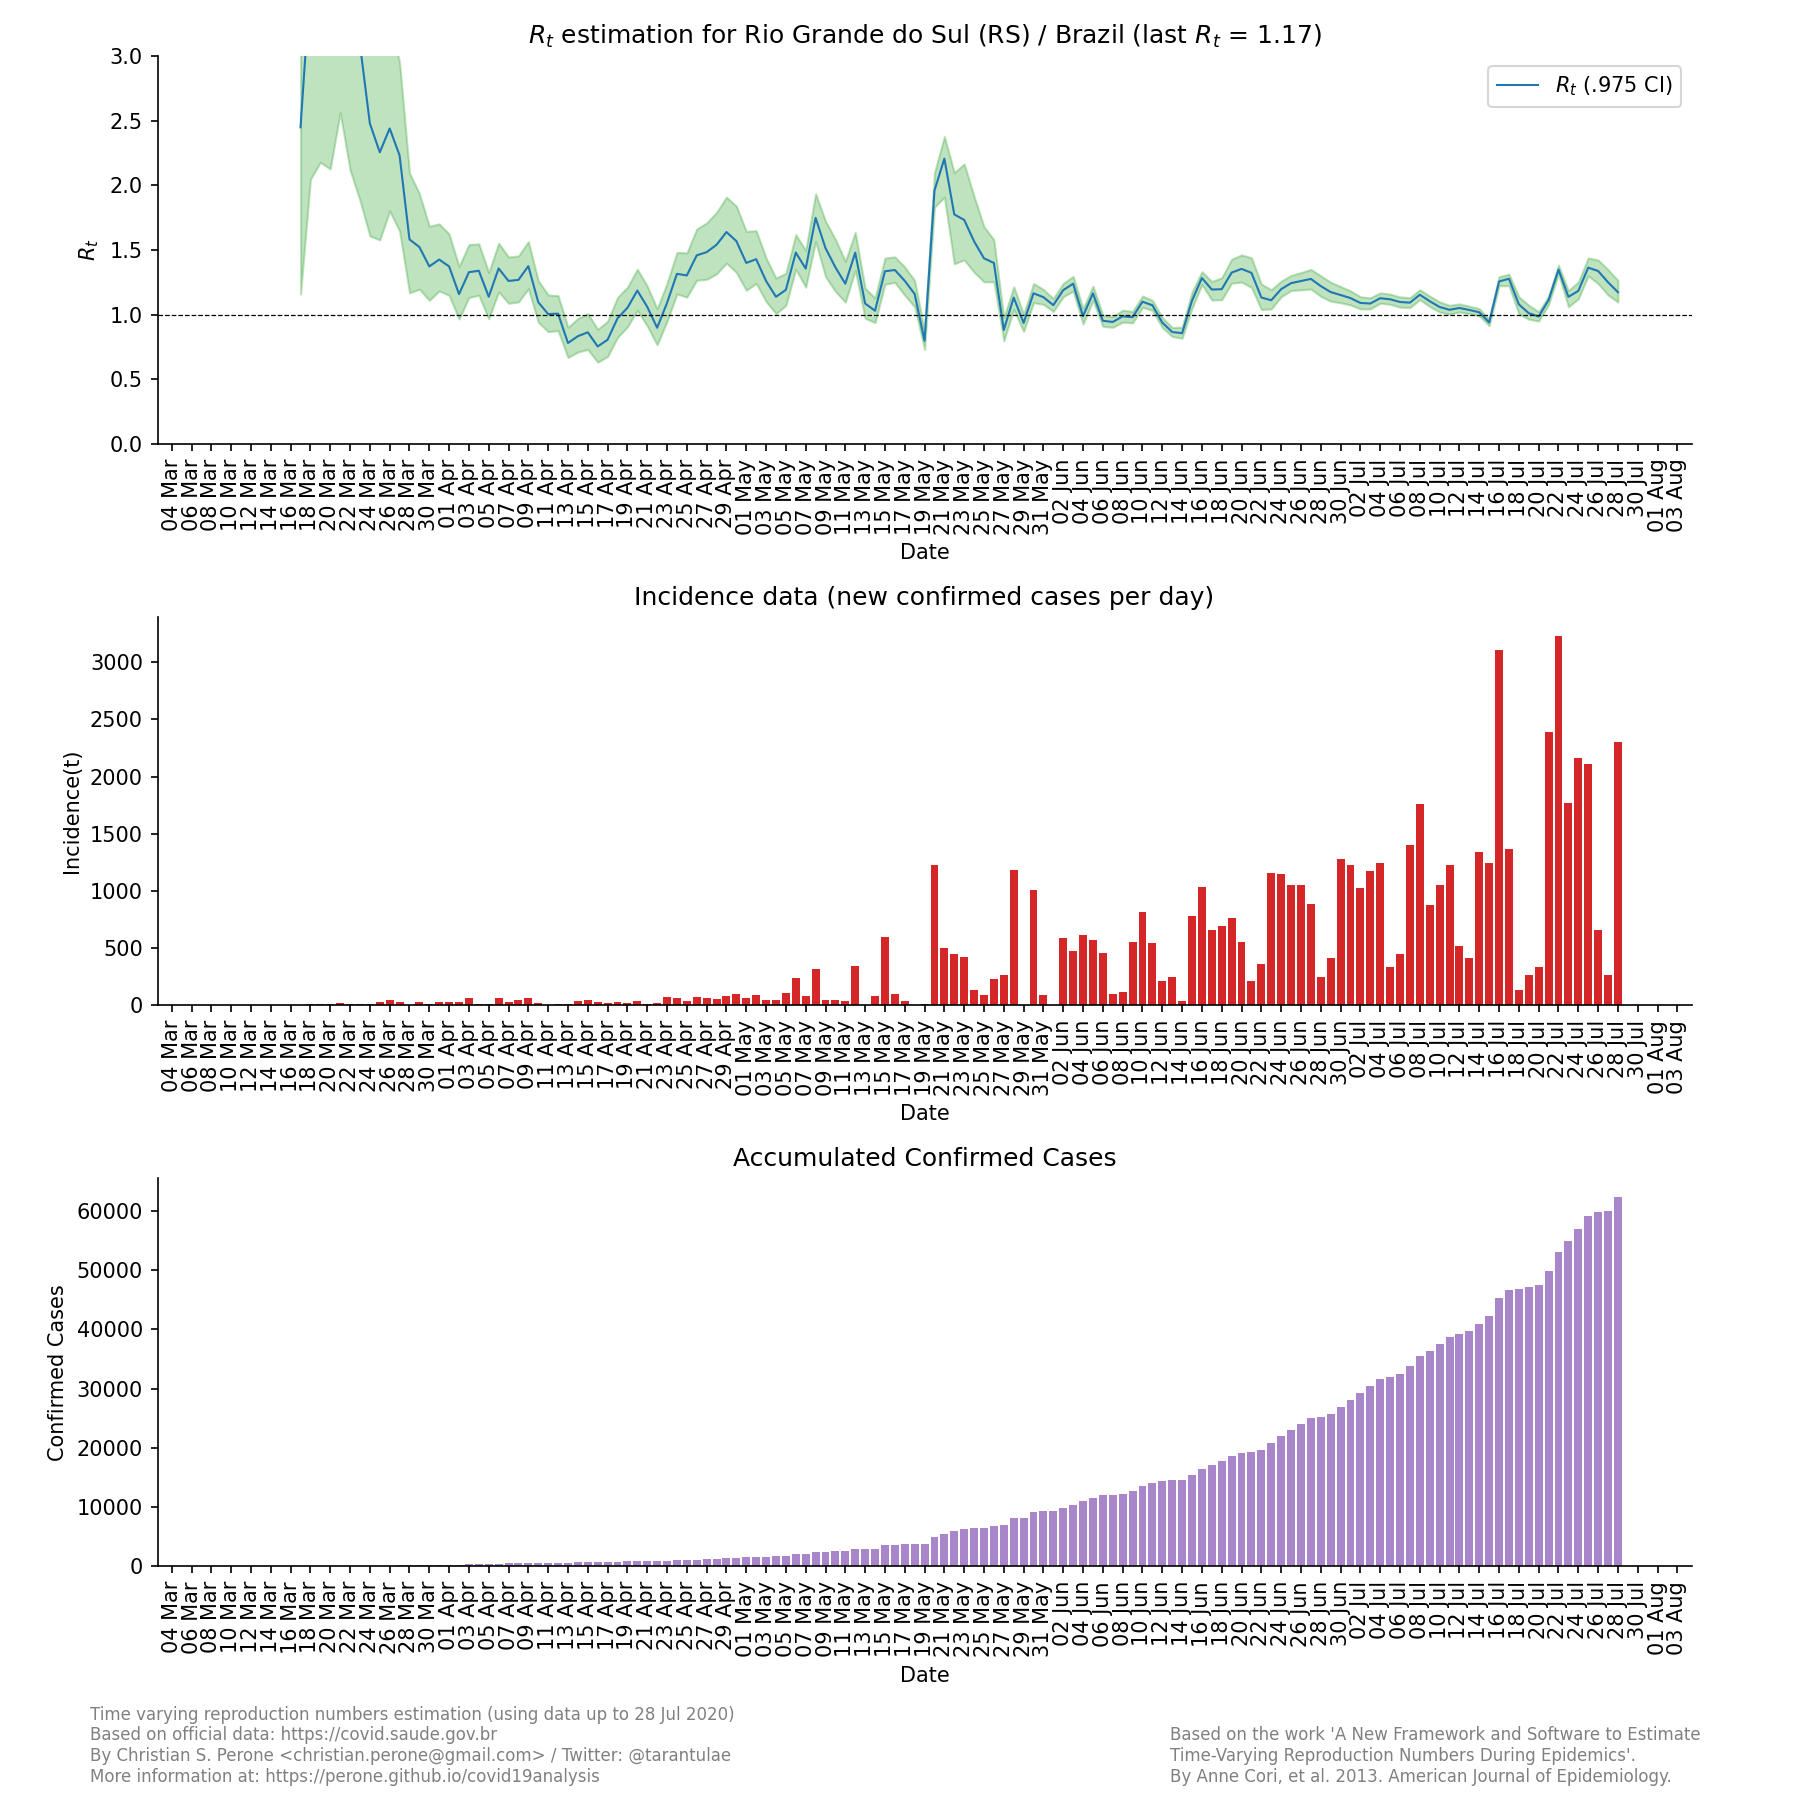 R_t estimation for Rio Grande do Sul (RS) / Brazil (last R_t = 1.17)
R_t (.975 CI)
3.0
2.5
2.0
1.5
1.0
0.5
0.0
R_t
04 Mar 06 Mar 08 Mar 10 Mar 12 Mar 14 Mar 16 Mar 18 Mar 20 Mar 22 Mar 24 Mar 26 Mar 28 Mar 30 Mar 01 Apr 03 Apr 05 Apr 07 Apr 09 Apr 11 Apr 13 Apr 15 Apr 17 Apr 19 Apr 21 Apr 23 Apr 25 Apr 27 Apr 29 Apr 01 May 03 May 05 May 07 May 09 May 11 May 13 May 15 May 17 May 19 May 21 May 23 May 25 May 27 May 29 May 31 May 02 Jun 04 Jun 06 Jun 08 Jun 10 Jun 12 Jun 14 Jun 16 Jun 18 Jun 20 Jun 22 Jun 24 Jun 26 Jun 28 Jun 30 Jun 02 Jul 04 Jul 06 Jul 08 Jul 10 Jul 12 Jul 14 Jul 16 Jul 18 Jul 20 Jul 22 Jul 24 Jul 26 Jul 28 Jul 30 Jul 01 Aug 03 Aug
Date
Incidence data (new confirmed cases per day)
3000
2500
2000
1500
1000
500
0
Incidence(t)
04 Mar 06 Mar 08 Mar 10 Mar 12 Mar 14 Mar 16 Mar 18 Mar 20 Mar 22 Mar 24 Mar 26 Mar 28 Mar 30 Mar 01 Apr 03 Apr 05 Apr 07 Apr 09 Apr 11 Apr 13 Apr 15 Apr 17 Apr 19 Apr 21 Apr 23 Apr 25 Apr 27 Apr 29 Apr 01 May 03 May 05 May 07 May 09 May 11 May 13 May 15 May 17 May 19 May 21 May 23 May 25 May 27 May 29 May 31 May 02 Jun 04 Jun 06 Jun 08 Jun 10 Jun 12 Jun 14 Jun 16 Jun 18 Jun 20 Jun 22 Jun 24 Jun 26 Jun 28 Jun 30 Jun 02 Jul 04 Jul 06 Jul 08 Jul 10 Jul 12 Jul 14 Jul 16 Jul 18 Jul 20 Jul 22 Jul 24 Jul 26 Jul 28 Jul 30 Jul 01 Aug 03 Aug
Date
Accumulated Confirmed Cases
60000
50000
40000
30000
20000
10000
0
Confirmed Cases
04 Mar 06 Mar 08 Mar 10 Mar 12 Mar 14 Mar 16 Mar 18 Mar 20 Mar 22 Mar 24 Mar 26 Mar 28 Mar 30 Mar 01 Apr 03 Apr 05 Apr 07 Apr 09 Apr 11 Apr 13 Apr 15 Apr 17 Apr 19 Apr 21 Apr 23 Apr 25 Apr 27 Apr 29 Apr 01 May 03 May 05 May 07 May 09 May 11 May 13 May 15 May 17 May 19 May 21 May 23 May 25 May 27 May 29 May 31 May 02 Jun 04 Jun 06 Jun 08 Jun 10 Jun 12 Jun 14 Jun 16 Jun 18 Jun 20 Jun 22 Jun 24 Jun 26 Jun 28 Jun 30 Jun 02 Jul 04 Jul 06 Jul 08 Jul 10 Jul 12 Jul 14 Jul 16 Jul 18 Jul 20 Jul 22 Jul 24 Jul 26 Jul 28 Jul 30 Jul 01 Aug 03 Aug
Date
Time varying reproduction numbers estimation (using data up to 28 Jul 2020)
Based on official data: https://covid.saude.gov.br
By Christian S. Perone <christian.perone@gmail.com> / Twitter: @tarantulae
More information at: https://perone.github.io/covid19analysis
Based on the work 'A New Framework and Software to Estimate
Time-Varying Reproduction Numbers During Epidemics'.
By Anne Cori, et al. 2013. American Journal of Epidemiology.